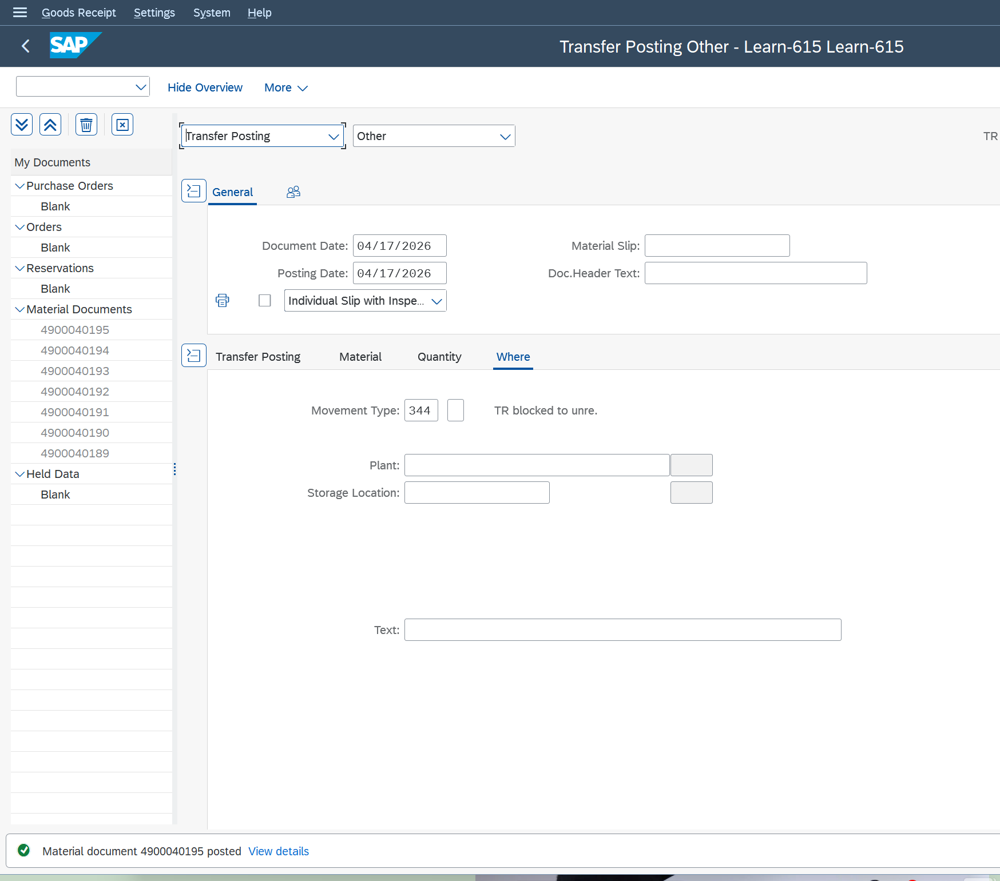 Goods Receipt Settings System Help
SAP Transfer Posting Other - Learn-615 Learn-615
Hide Overview More
Transfer Posting Other TR
My Documents
Purchase Orders
Blank
Orders
Blank
Reservations
Blank
Material Documents
4900040195
4900040194
4900040193
4900040192
4900040191
4900040190
4900040189
Held Data
Blank
General
Document Date: 04/17/2026 Material Slip:
Posting Date: 04/17/2026 Doc.Header Text:
Individual Slip with Inspe...
Transfer Posting Material Quantity Where
Movement Type: 344 TR blocked to unre.
Plant:
Storage Location:
Text:
Material document 4900040195 posted View details